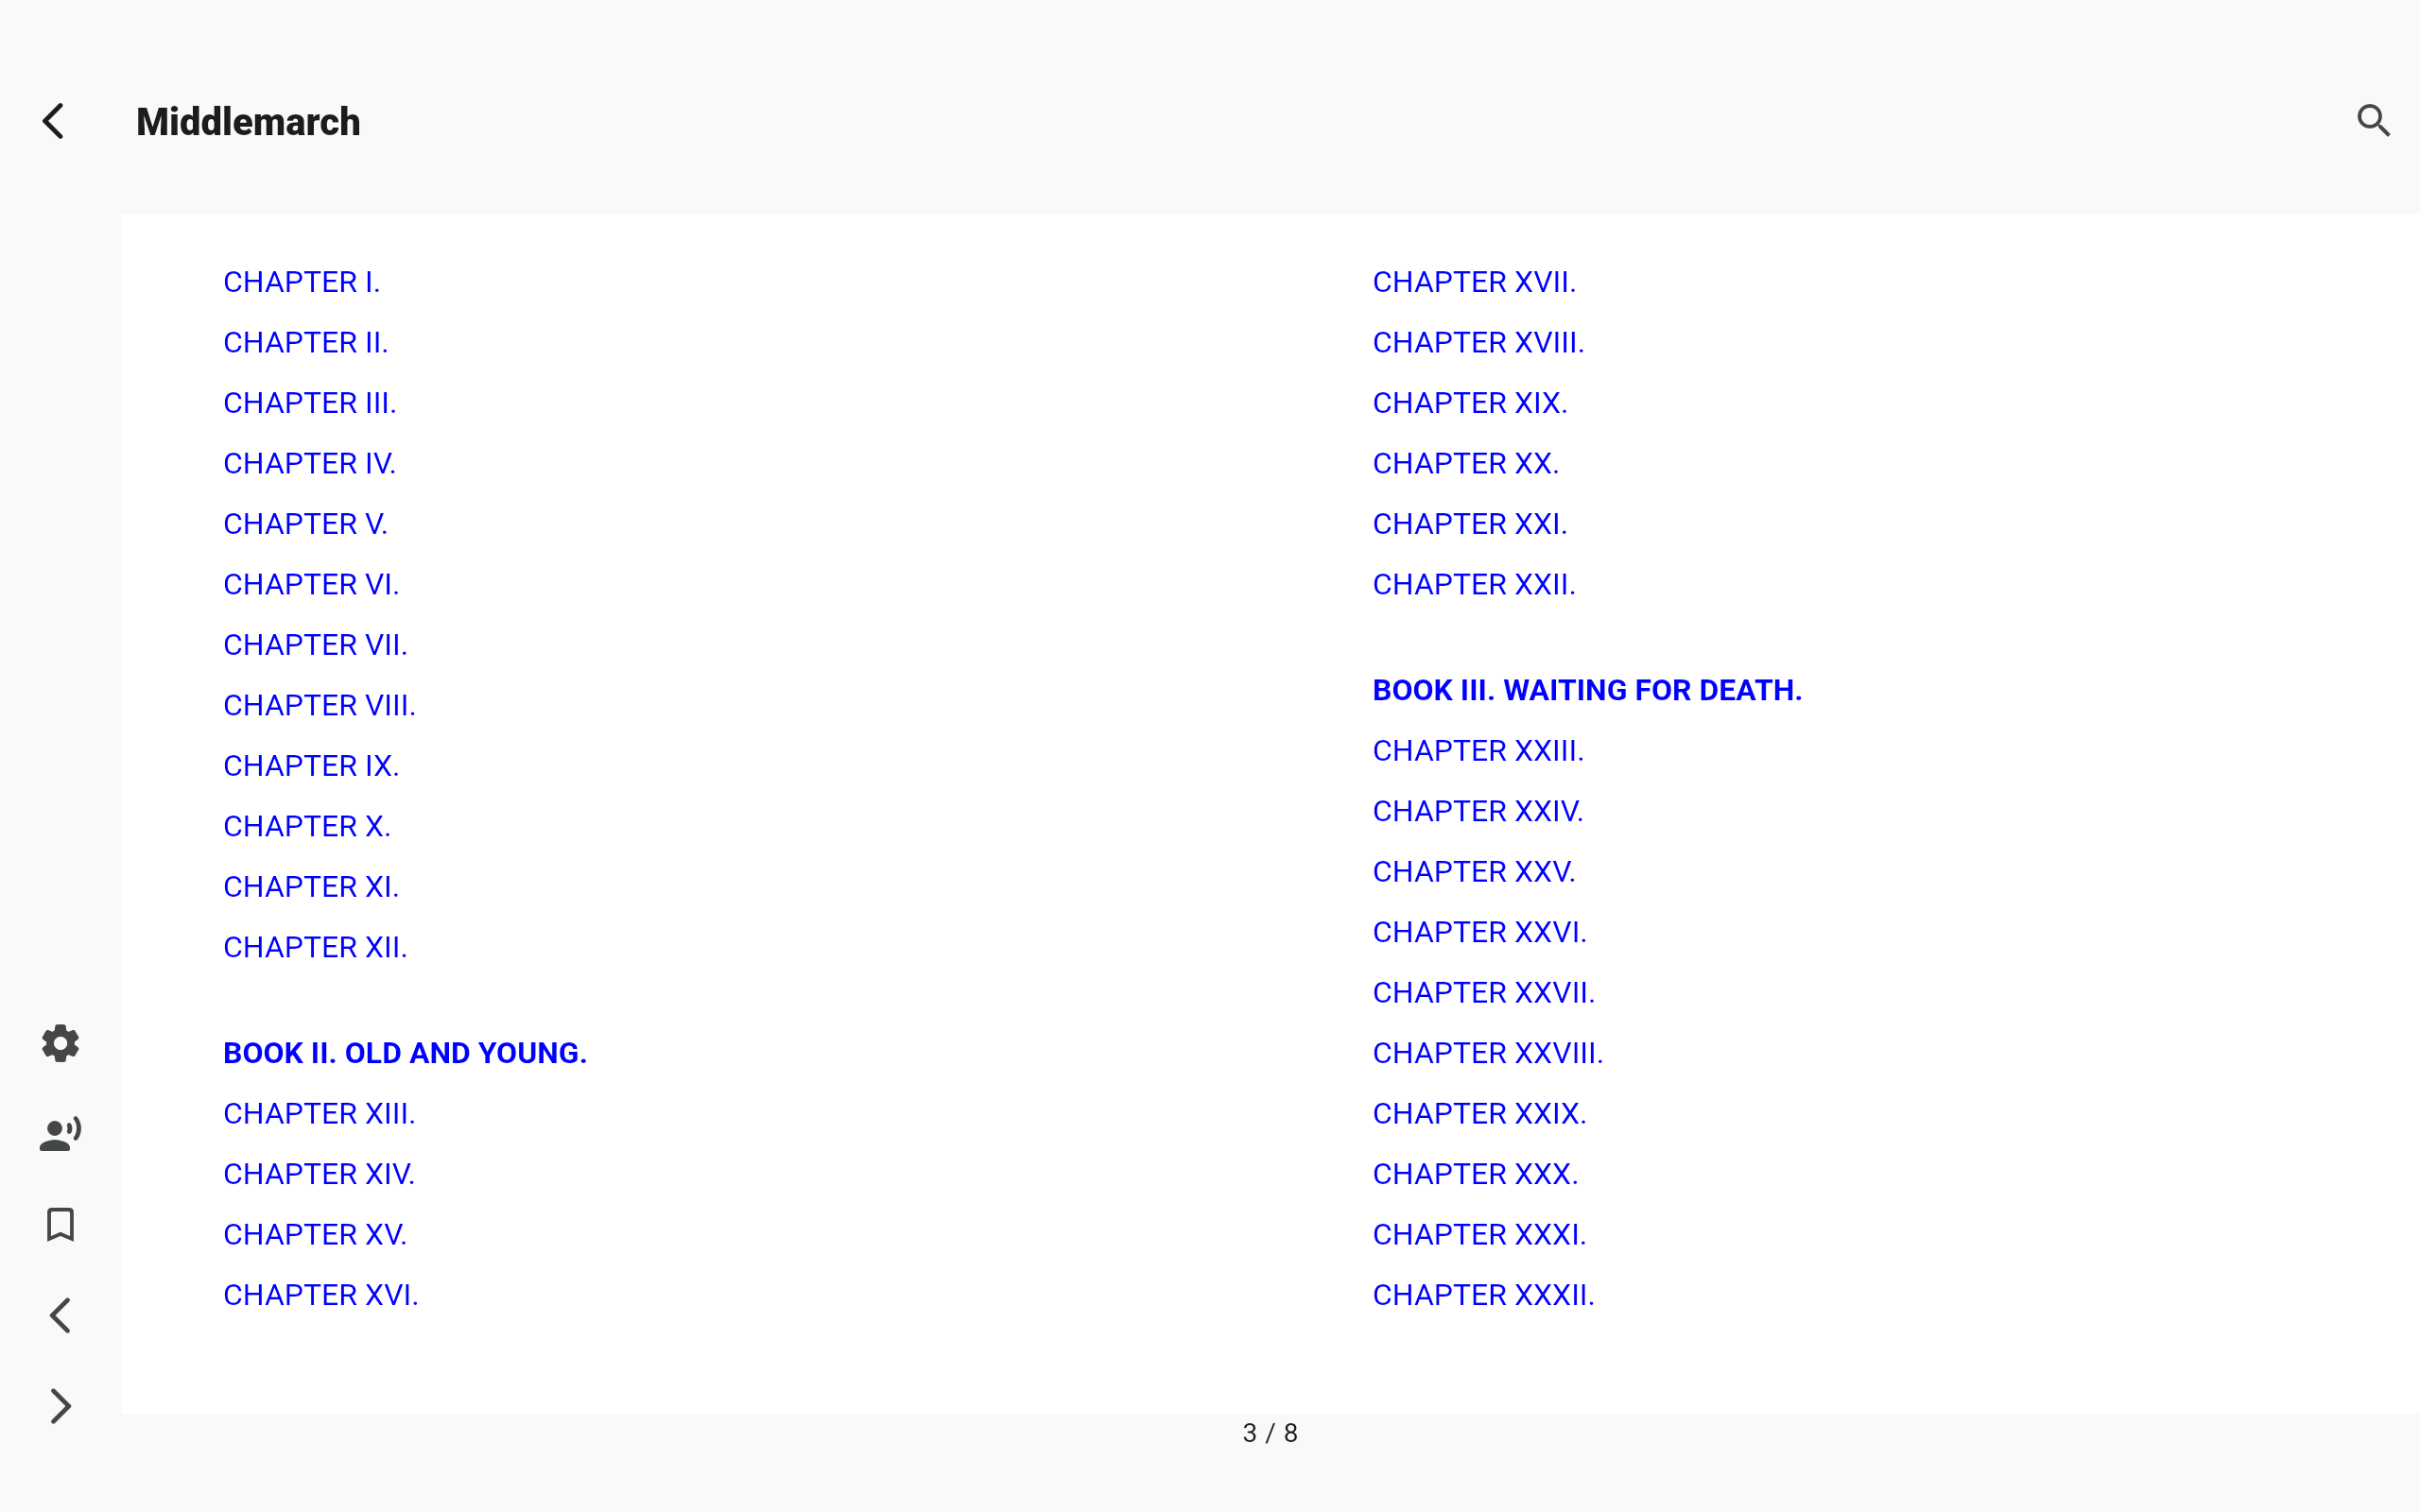 Middlemarch
CHAPTER I.
CHAPTER II.
CHAPTER III.
CHAPTER IV.
CHAPTER V.
CHAPTER VI.
CHAPTER VII.
CHAPTER VIII.
CHAPTER IX.
CHAPTER X.
CHAPTER XI.
CHAPTER XII.
BOOK II. OLD AND YOUNG.
CHAPTER XIII.
CHAPTER XIV.
CHAPTER XV.
CHAPTER XVI.
CHAPTER XVII.
CHAPTER XVIII.
CHAPTER XIX.
CHAPTER XX.
CHAPTER XXI.
CHAPTER XXII.
BOOK III. WAITING FOR DEATH.
CHAPTER XXIII.
CHAPTER XXIV.
CHAPTER XXV.
CHAPTER XXVI.
CHAPTER XXVII.
CHAPTER XXVIII.
CHAPTER XXIX.
CHAPTER XXX.
CHAPTER XXXI.
CHAPTER XXXII.
3 / 8